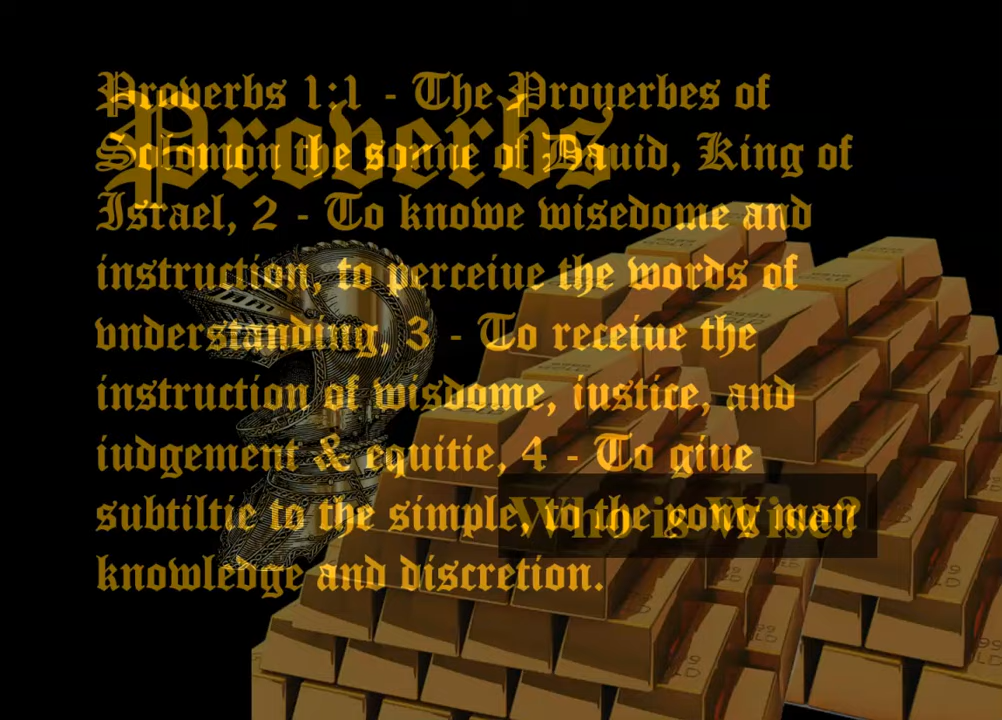 Proverbs 1:1 - The Prouerbes of
Proverbs
Solomon the sonne of Dauid, King of
Israel, 2 - To knowe wisedome and
instruction, to perceiue the words of
vnderstanding, 3 - To receiue the
instruction of wisdome, iustice, and
iudgement & equitie, 4 - To giue
subtiltie to the simple, to the yong man
Who is Wise?
knowledge and discretion.